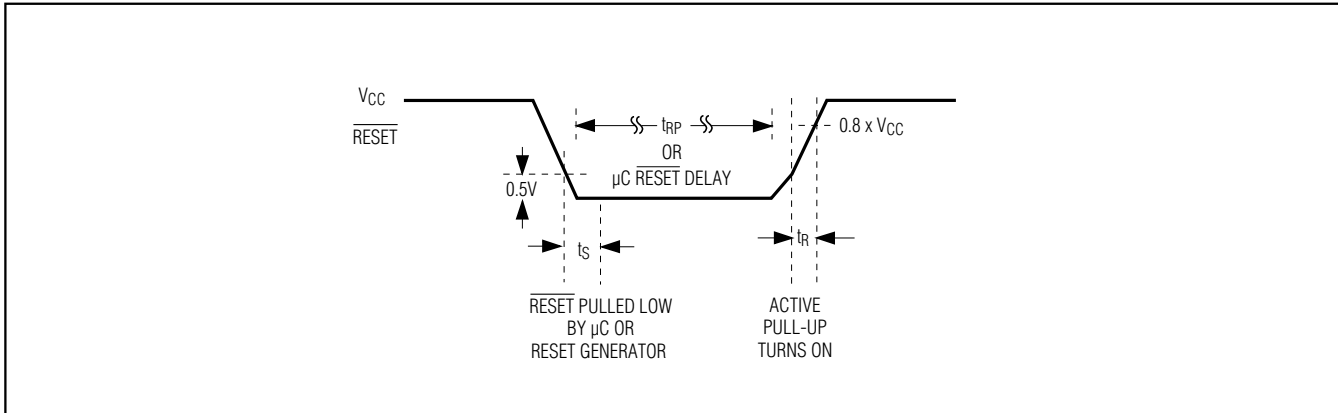 VCC
RESET
tRP
OR
µC RESET DELAY
0.8 x VCC
0.5V
tS
tR
RESET PULLED LOW
BY µC OR
RESET GENERATOR
ACTIVE
PULL-UP
TURNS ON